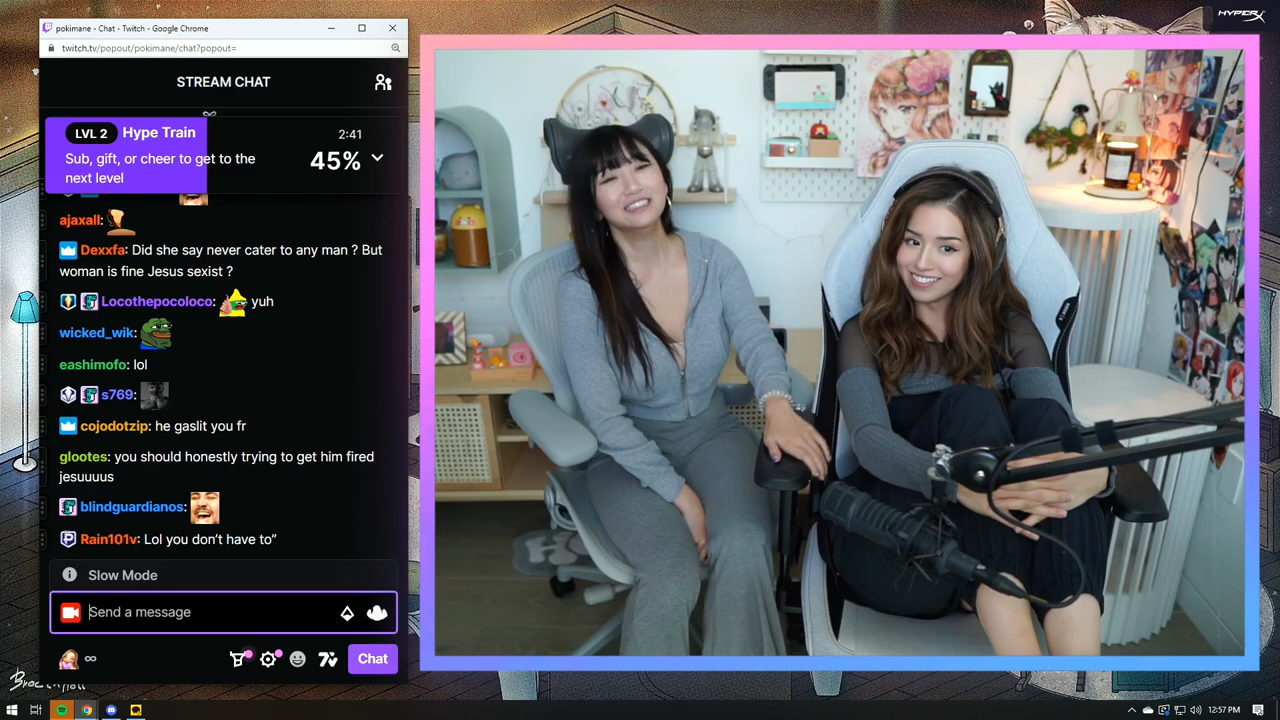 pokimane - Chat - Twitch - Google Chrome
twitch.tv/popout/pokimane/chat?popout=
STREAM CHAT
LVL 2 Hype Train
2:41
Sub, gift, or cheer to get to the
next level
45%
ajaxall:
Dexxfa: Did she say never cater to any man ? But
woman is fine Jesus sexist ?
Locothepocoloco: yuh
wicked_wik:
eashimofo: lol
s769:
cojodotzip: he gaslit you fr
glootes: you should honestly trying to get him fired
jesuuuus
blindguardianos:
Rain101v: Lol you don’t have to”
Slow Mode
Send a message
∞
Chat
HYPERX
12:57 PM